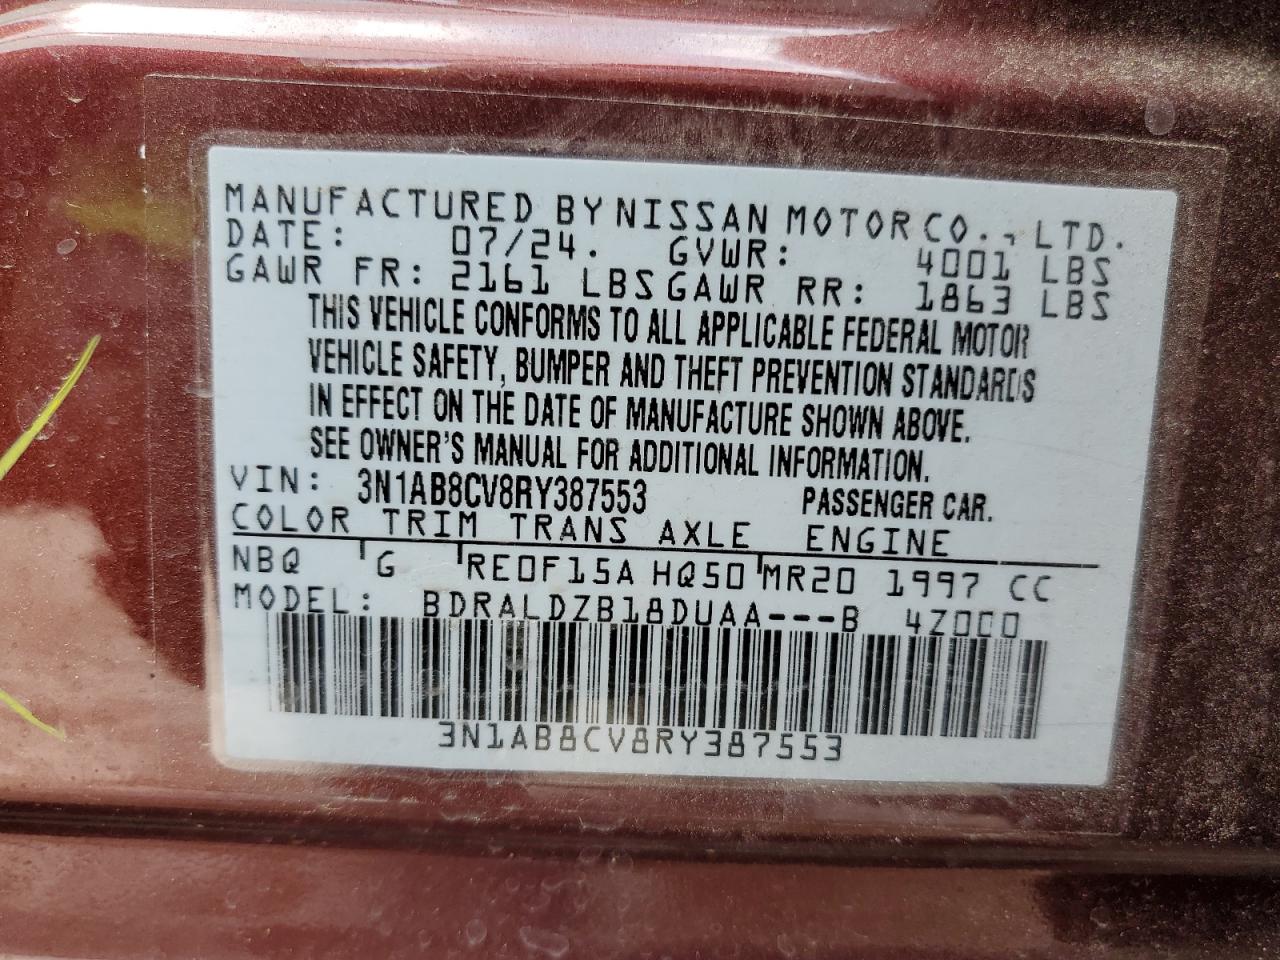 MANUFACTURED BY NISSAN MOTOR CO., LTD.
DATE: 07/24. GVWR: 4001 LBS
GAWR FR: 2161 LBS GAWR RR: 1863 LBS
THIS VEHICLE CONFORMS TO ALL APPLICABLE FEDERAL MOTOR
VEHICLE SAFETY, BUMPER AND THEFT PREVENTION STANDARDS
IN EFFECT ON THE DATE OF MANUFACTURE SHOWN ABOVE.
SEE OWNER'S MANUAL FOR ADDITIONAL INFORMATION.
VIN: 3N1AB8CV8RY387553 PASSENGER CAR.
COLOR TRIM TRANS AXLE ENGINE
NBQ G RE0F15A HQ50 MR20 1997 CC
MODEL: BDRALDZB18DUAA---B 4Z0C0
3N1AB8CV8RY387553